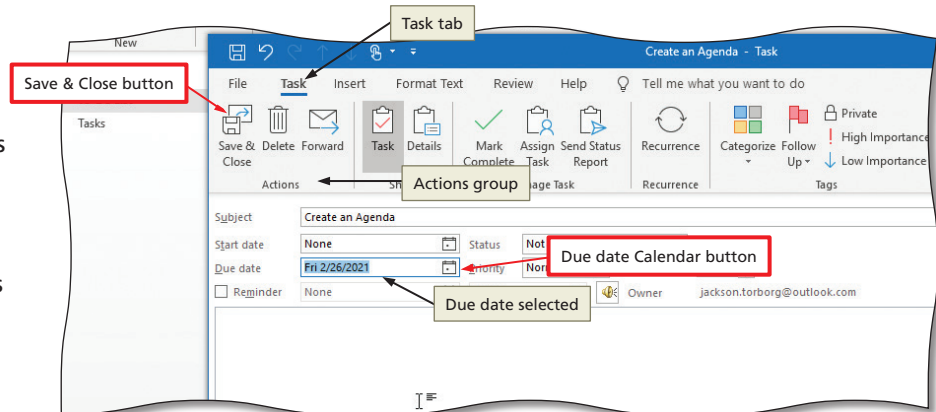 Task tab
New
Create an Agenda - Task
Save & Close button
File Task Insert Format Text Review Help Tell me what you want to do
Tasks
Save & Close Delete Forward Task Details Mark Complete Assign Task Send Status Report Recurrence Categorize Follow Up Private
High Importance
Low Importance
s
Actions Actions group Recurrence Tags
Subject Create an Agenda
Start date None Status Not
Due date Fri 2/26/2021 Priority Due date Calendar button
s
Reminder None Owner jackson.torborg@outlook.com
Due date selected